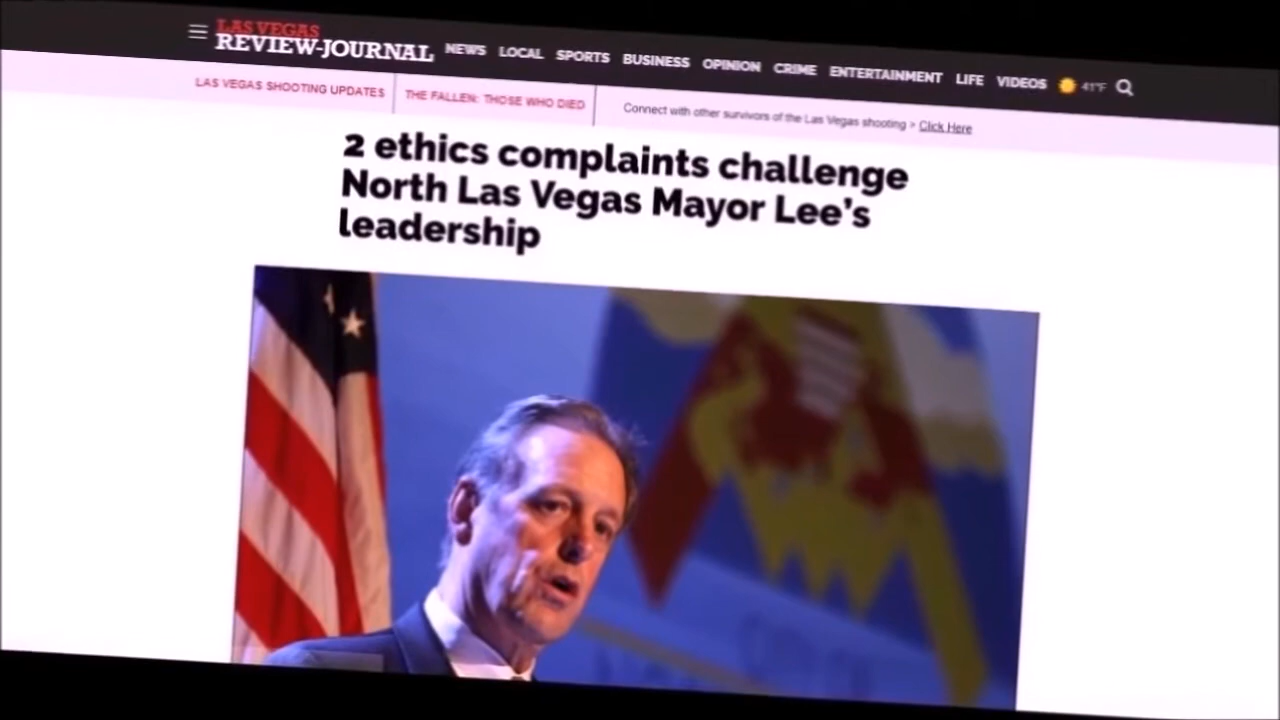 LAS VEGAS
REVIEW-JOURNAL
NEWS LOCAL SPORTS BUSINESS OPINION CRIME ENTERTAINMENT LIFE VIDEOS 41°F
LAS VEGAS SHOOTING UPDATES
THE FALLEN: THOSE WHO DIED
Connect with other survivors of the Las Vegas shooting > Click Here
2 ethics complaints challenge
North Las Vegas Mayor Lee's
leadership